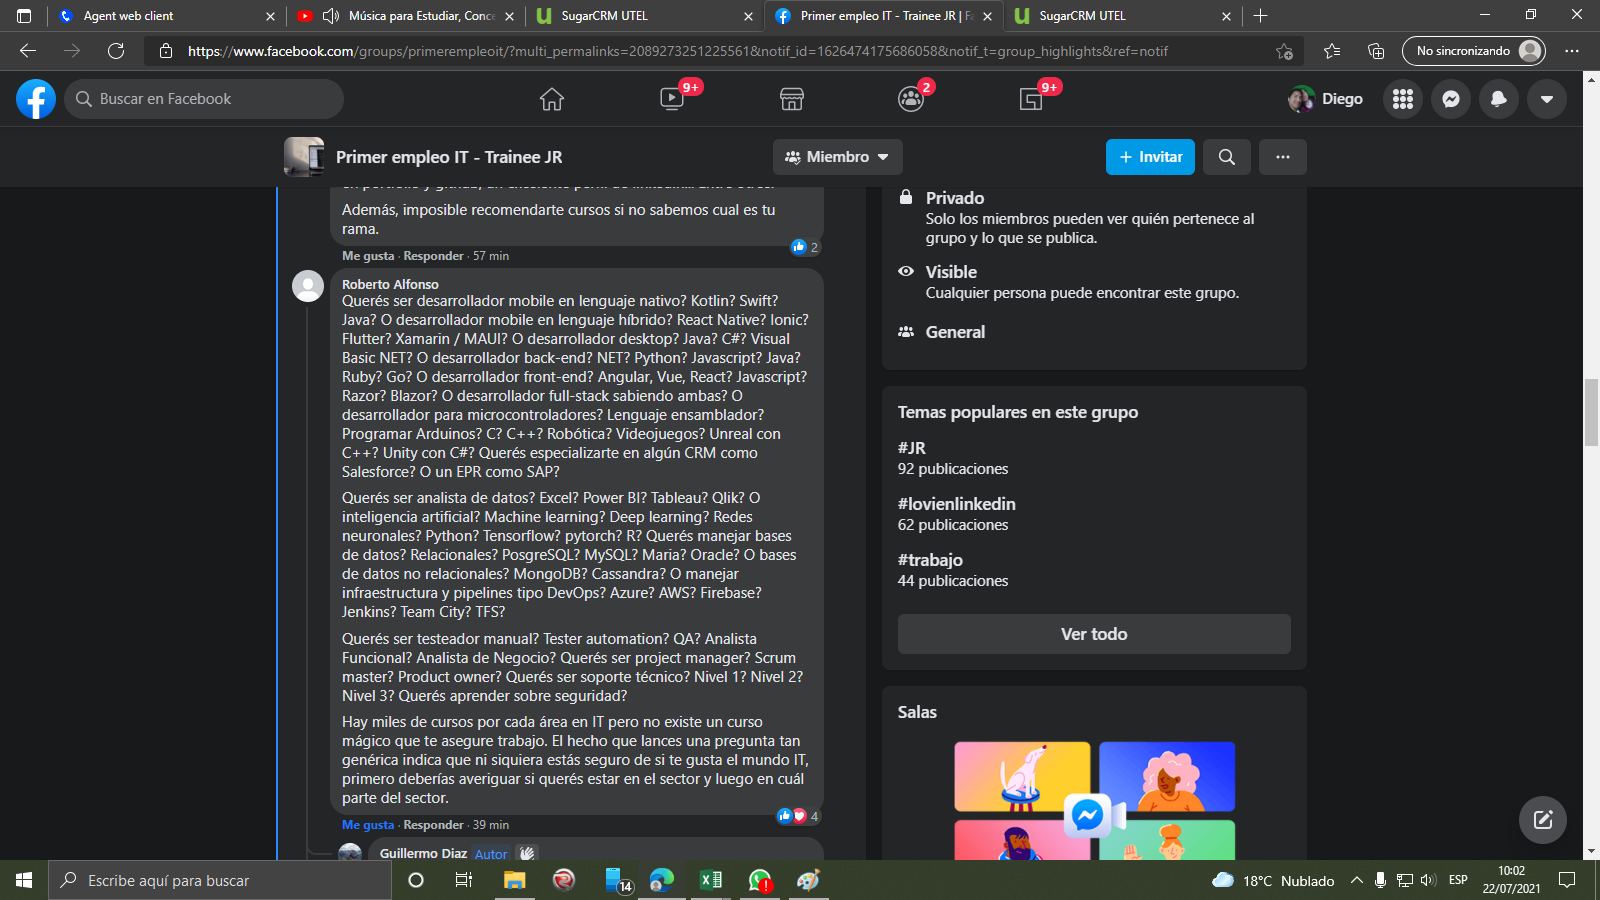 Agent web client
Música para Estudiar, Conce
SugarCRM UTEL
Primer empleo IT - Trainee JR | Fa
SugarCRM UTEL
https://www.facebook.com/groups/primerempleoit/?multi_permalinks=2089273251225561&notif_id=1626474175686058&notif_t=group_highlights&ref=notif
No sincronizando
Buscar en Facebook
9+
2
9+
Diego
Primer empleo IT - Trainee JR
Miembro
+ Invitar
Además, imposible recomendarte cursos si no sabemos cual es tu
rama.
2
Me gusta · Responder · 57 min
Roberto Alfonso
Querés ser desarrollador mobile en lenguaje nativo? Kotlin? Swift?
Java? O desarrollador mobile en lenguaje híbrido? React Native? Ionic?
Flutter? Xamarin / MAUI? O desarrollador desktop? Java? C#? Visual
Basic NET? O desarrollador back-end? NET? Python? Javascript? Java?
Ruby? Go? O desarrollador front-end? Angular, Vue, React? Javascript?
Razor? Blazor? O desarrollador full-stack sabiendo ambas? O
desarrollador para microcontroladores? Lenguaje ensamblador?
Programar Arduinos? C? C++? Robótica? Videojuegos? Unreal con
C++? Unity con C#? Querés especializarte en algún CRM como
Salesforce? O un EPR como SAP?
Querés ser analista de datos? Excel? Power BI? Tableau? Qlik? O
inteligencia artificial? Machine learning? Deep learning? Redes
neuronales? Python? Tensorflow? pytorch? R? Querés manejar bases
de datos? Relacionales? PosgreSQL? MySQL? Maria? Oracle? O bases
de datos no relacionales? MongoDB? Cassandra? O manejar
infraestructura y pipelines tipo DevOps? Azure? AWS? Firebase?
Jenkins? Team City? TFS?
Querés ser testeador manual? Tester automation? QA? Analista
Funcional? Analista de Negocio? Querés ser project manager? Scrum
master? Product owner? Querés ser soporte técnico? Nivel 1? Nivel 2?
Nivel 3? Querés aprender sobre seguridad?
Hay miles de cursos por cada área en IT pero no existe un curso
mágico que te asegure trabajo. El hecho que lances una pregunta tan
genérica indica que ni siquiera estás seguro de si te gusta el mundo IT,
primero deberías averiguar si querés estar en el sector y luego en cuál
parte del sector.
4
Me gusta · Responder · 39 min
Guillermo Diaz Autor
Privado
Solo los miembros pueden ver quién pertenece al
grupo y lo que se publica.
Visible
Cualquier persona puede encontrar este grupo.
General
Temas populares en este grupo
#JR
92 publicaciones
#lovienlinkedin
62 publicaciones
#trabajo
44 publicaciones
Ver todo
Salas
Escribe aquí para buscar
14
18°C Nublado
ESP
10:02
22/07/2021